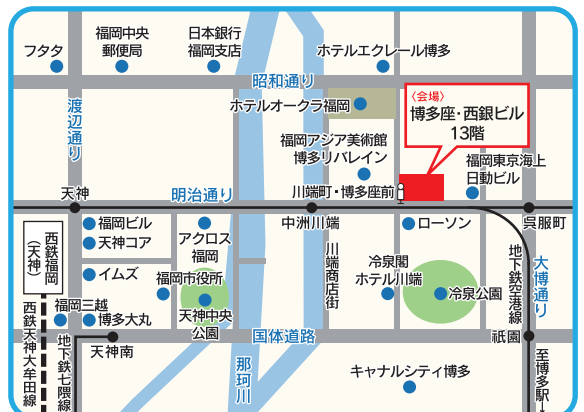 フタタ
福岡中央
郵便局
日本銀行
福岡支店
ホテルエクレール博多
昭和通り
渡辺通り
ホテルオークラ福岡
〈会場〉
博多座・西銀ビル
13階
福岡アジア美術館
博多リバレイン
福岡東京海上
日動ビル
天神
明治通り
川端町・博多座前
中洲川端
呉服町
福岡ビル
天神コア
アクロス
福岡
ローソン
西鉄福岡
（天神）
イムズ
福岡市役所
川端商店街
冷泉閣
ホテル川端
冷泉公園
地下鉄空港線
大博通り
福岡三越
博多大丸
天神中央
公園
国体道路
祇園
西鉄天神大牟田線
地下鉄七隈線
天神南
那珂川
キャナルシティ博多
至博多駅↓